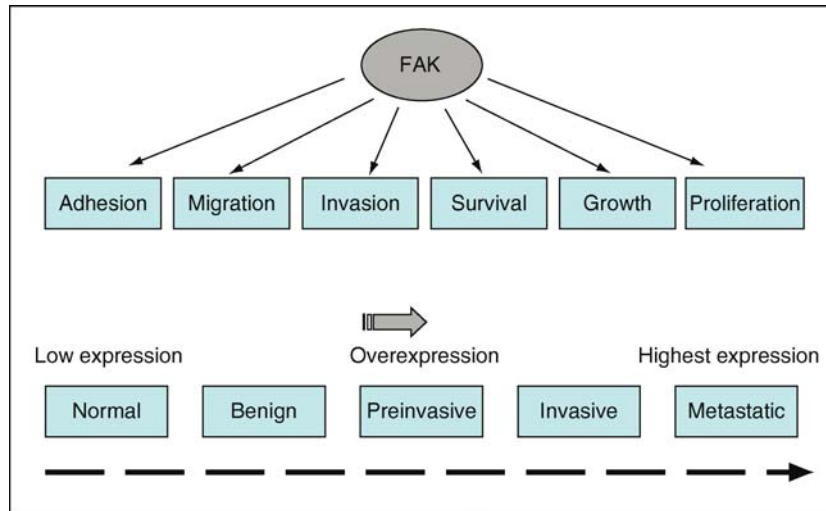 FAK
Adhesion
Migration
Invasion
Survival
Growth
Proliferation
Low expression
Overexpression
Highest expression
Normal
Benign
Preinvasive
Invasive
Metastatic